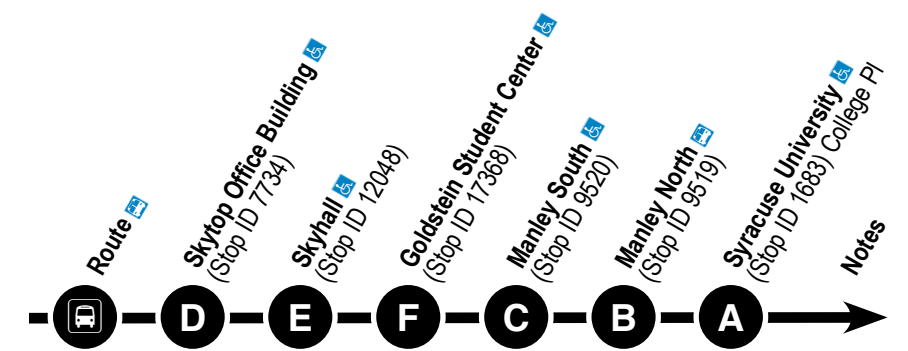 Route
Skytop Office Building
(Stop ID 7734)
Skyhall
(Stop ID 12048)
Goldstein Student Center
(Stop ID 17368)
Manley South
(Stop ID 9520)
Manley North
(Stop ID 9519)
Syracuse University
(Stop ID 1683) College Pl
Notes
D
E
F
C
B
A